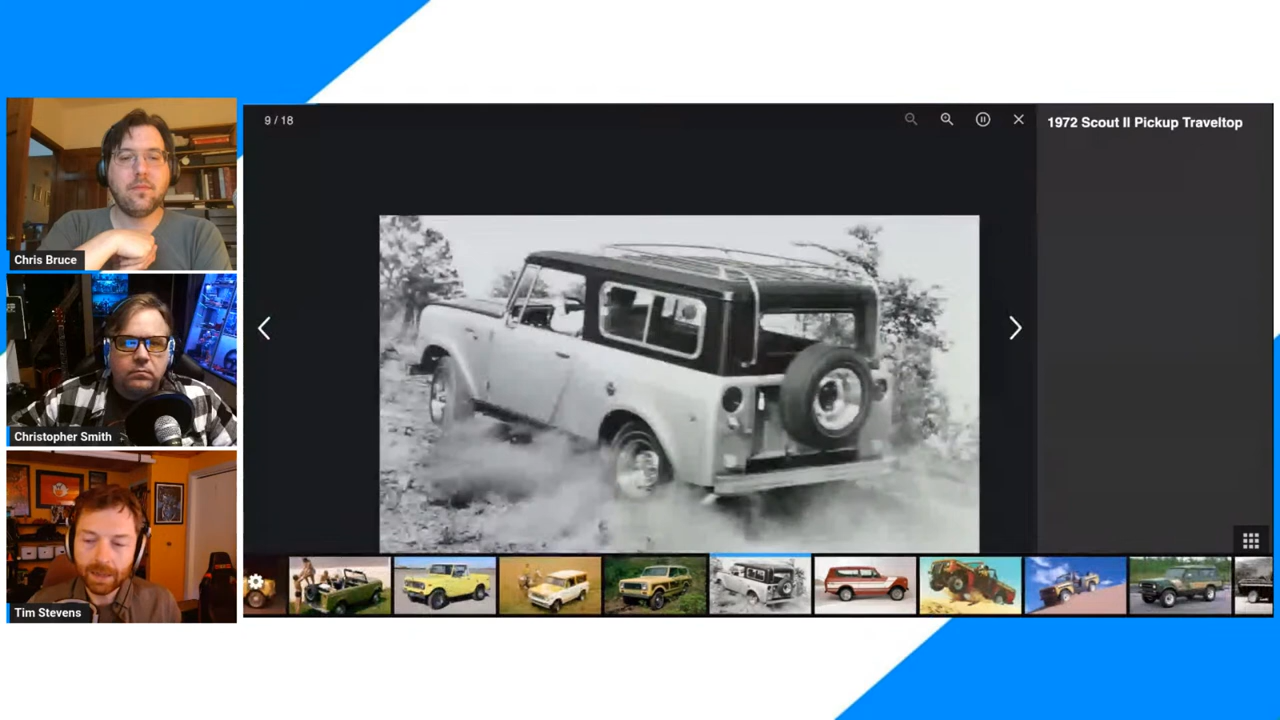 Chris Bruce
Christopher Smith
Tim Stevens
9 / 18
1972 Scout II Pickup Traveltop